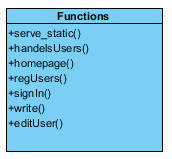 Functions
+serve_static()
+handelsUsers()
+homepage()
+regUsers()
+signIn()
+write()
+editUser()